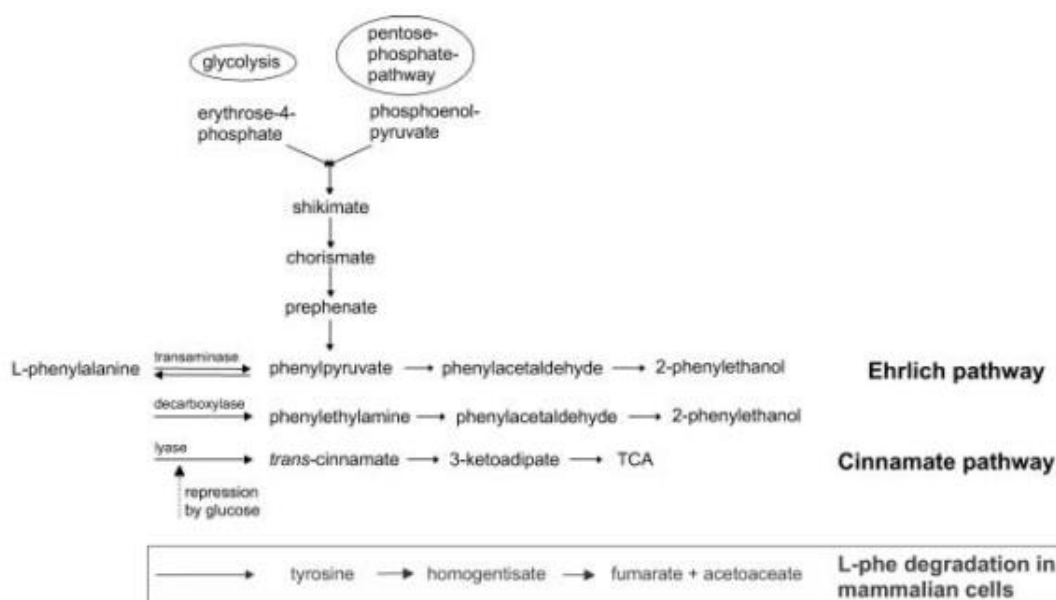 glycolysis
pentose-
phosphate-
pathway
erythrose-4-
phosphate
phosphoenol-
pyruvate
shikimate
chorismate
prephenate
L-phenylalanine
transaminase
phenylpyruvate
phenylacetaldehyde
2-phenylethanol
Ehrlich pathway
decarboxylase
phenylethylamine
phenylacetaldehyde
2-phenylethanol
lyase
trans-cinnamate
3-ketoadipate
TCA
Cinnamate pathway
repression
by glucose
tyrosine
homogentisate
fumarate + acetoaceate
L-phe degradation in
mammalian cells